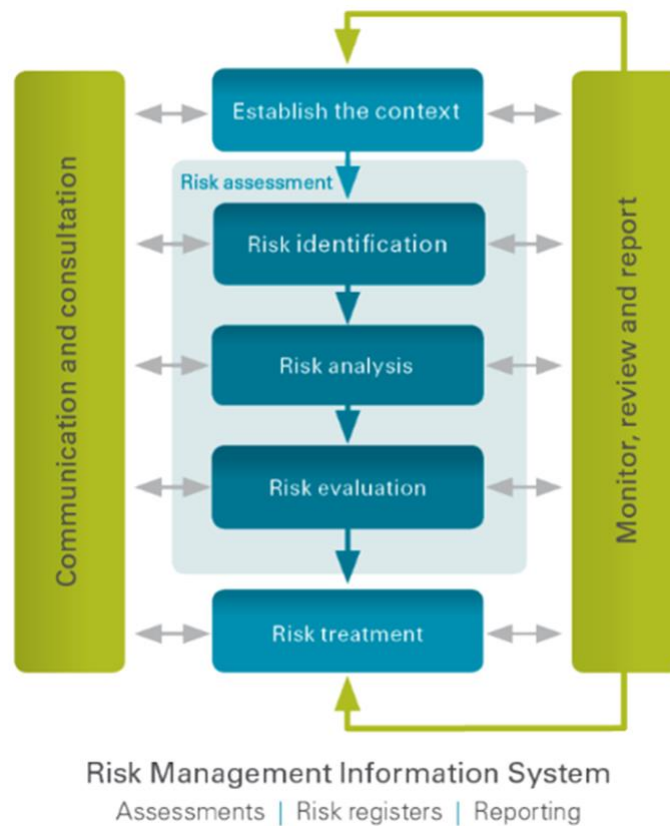 Establish the context
Risk assessment
Risk identification
Risk analysis
Risk evaluation
Risk treatment
Communication and consultation
Monitor, review and report
Risk Management Information System
Assessments | Risk registers | Reporting